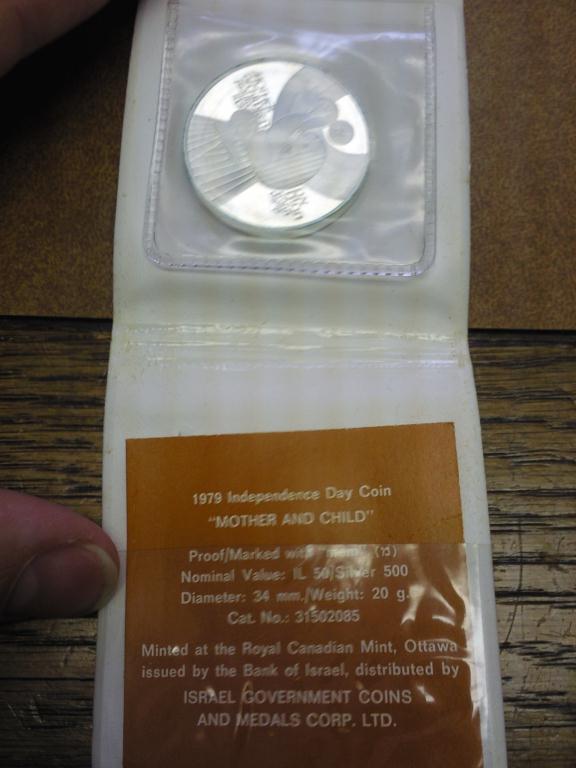 1979 Independence Day Coin
"MOTHER AND CHILD"
Proof/Marked with "mem" (מ)
Nominal Value: IL 50/Silver 500
Diameter: 34 mm./Weight: 20 g.
Cat. No.: 31502085
Minted at the Royal Canadian Mint, Ottawa
issued by the Bank of Israel, distributed by
ISRAEL GOVERNMENT COINS
AND MEDALS CORP. LTD.